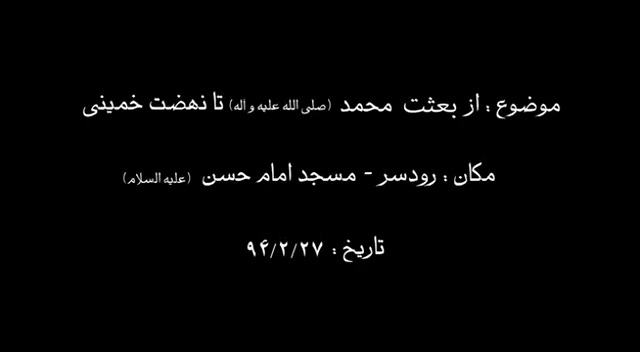 موضوع : از بعثت محمد (صلی الله علیه و آله) تا نهضت خمینی
مکان : رودسر - مسجد امام حسن (علیه السلام)
تاریخ : ۹۴/۲/۲۷